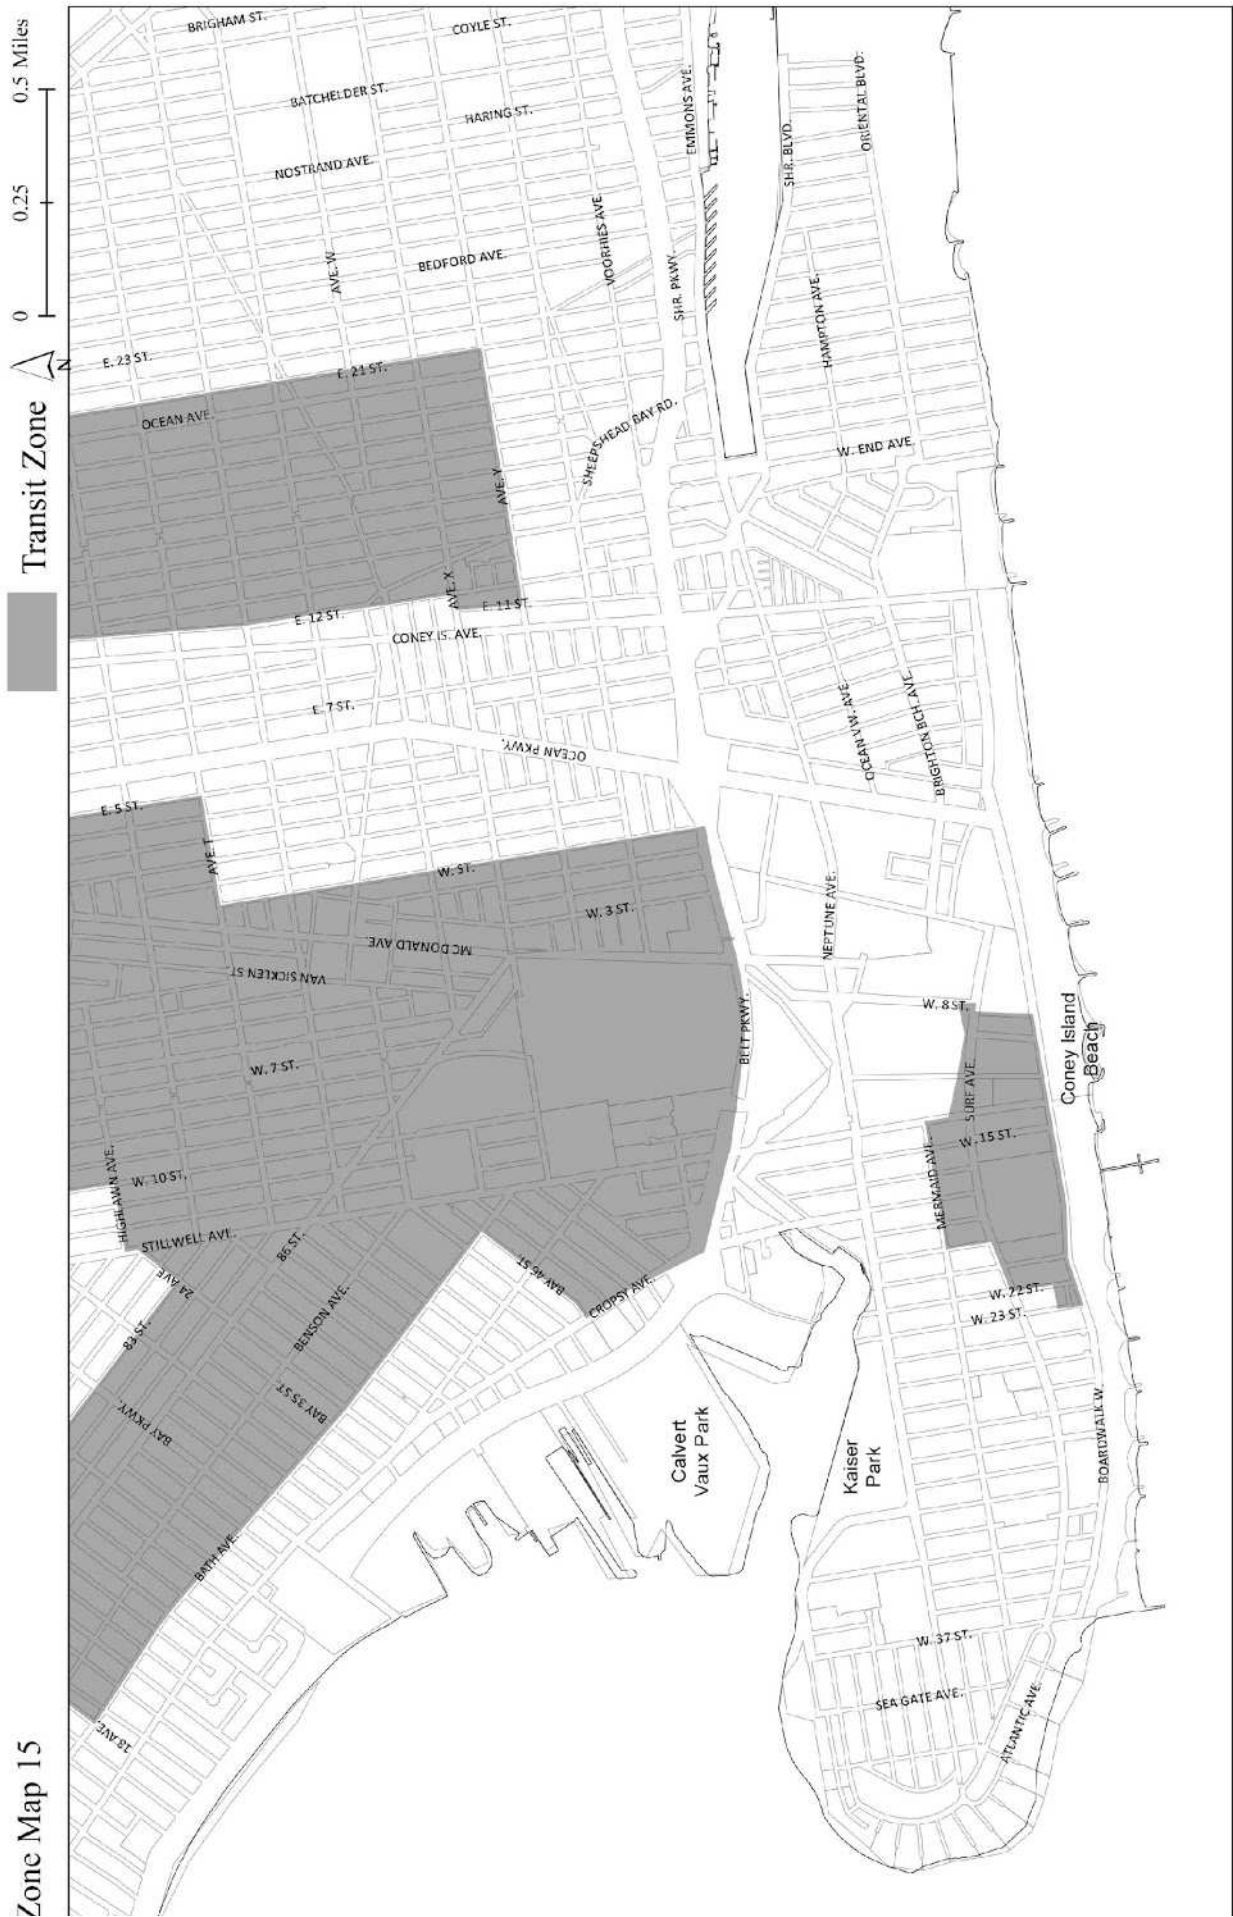 Zone Map 15
Transit Zone
N
0
0.25
0.5 Miles
BRIGHAM ST.
COYLE ST.
BATCHELDER ST.
HARING ST.
NOSTRAND AVE.
AVE. W
BEDFORD AVE.
VOORHIES AVE.
EMMONS AVE.
SHR. PKWY.
SHR. BLVD.
ORIENTAL BLVD.
HAMPTON AVE.
E. 23 ST.
E. 21 ST.
OCEAN AVE.
AVE. Y
SHEEPSHEAD BAY RD.
W. END AVE.
AVE. X
E. 12 ST.
E. 11 ST.
CONEY IS. AVE.
E. 7 ST.
OCEAN PKWY.
OCEAN VW. AVE.
BRIGHTON BCH. AVE.
E. 5 ST.
AVE. T
W. ST.
W. 3 ST.
MC DONALD AVE.
VAN SICKLEN ST.
NEPTUNE AVE.
W. 8 ST.
BELT PKWY.
W. 7 ST.
SURF AVE.
Coney Island
Beach
W. 15 ST.
MERMAID AVE.
HIGHLAWN AVE.
W. 10 ST.
STILLWELL AVE.
86 ST.
24 AVE.
BAY 46 ST.
CROPSY AVE.
W. 22 ST.
W. 23 ST.
83 ST.
BENSON AVE.
BAY 35 ST.
BAY PKWY.
Calvert
Vaux Park
Kaiser
Park
BOARDWALK W.
BATH AVE.
W. 37 ST.
SEA GATE AVE.
ATLANTIC AVE.
18 AVE.